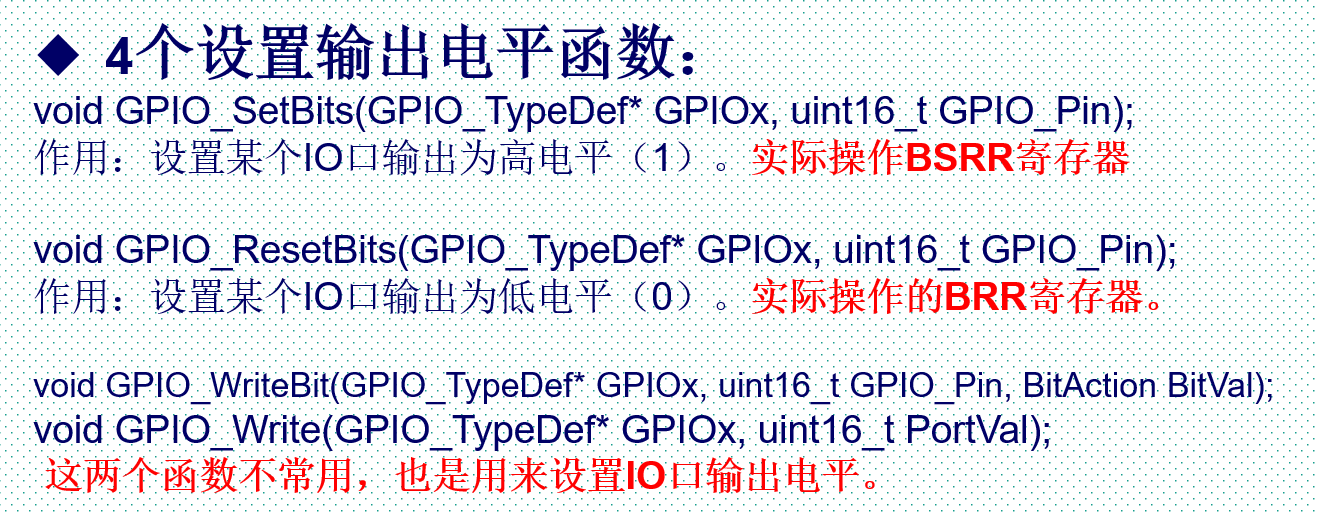 ◆ 4个设置输出电平函数：
void GPIO_SetBits(GPIO_TypeDef* GPIOx, uint16_t GPIO_Pin);
作用：设置某个IO口输出为高电平（1）。实际操作BSRR寄存器
void GPIO_ResetBits(GPIO_TypeDef* GPIOx, uint16_t GPIO_Pin);
作用：设置某个IO口输出为低电平（0）。实际操作的BRR寄存器。
void GPIO_WriteBit(GPIO_TypeDef* GPIOx, uint16_t GPIO_Pin, BitAction BitVal);
void GPIO_Write(GPIO_TypeDef* GPIOx, uint16_t PortVal);
这两个函数不常用，也是用来设置IO口输出电平。